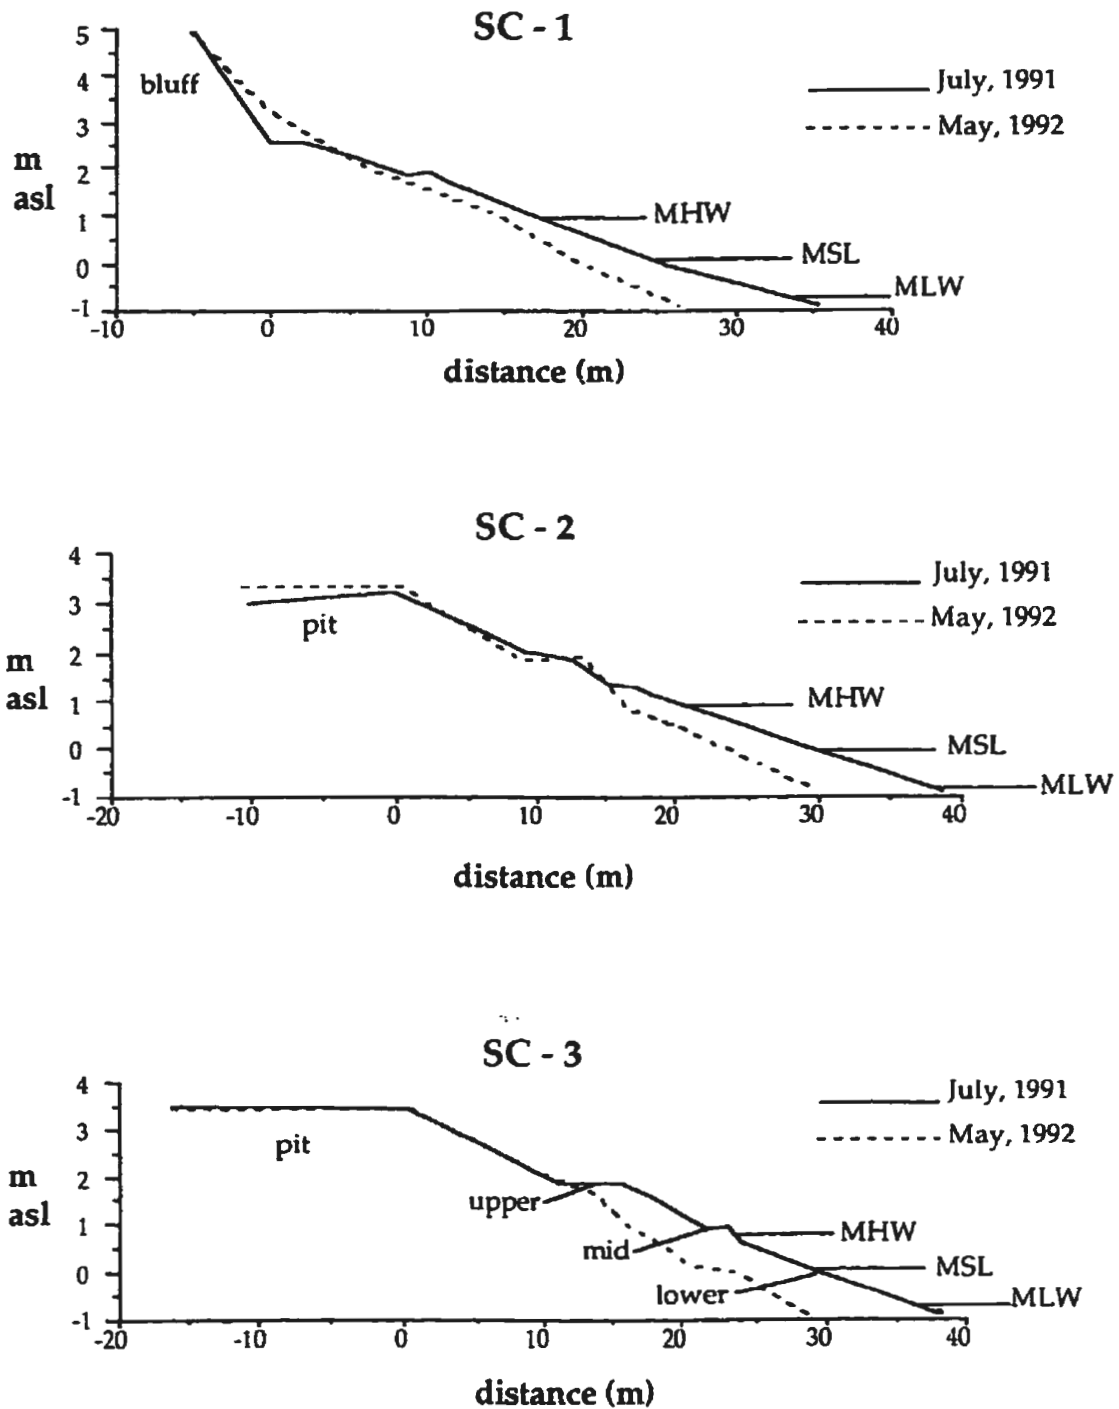 SC - 1
5
4
3
2
1
0
-1
m
asl
bluff
July, 1991
May, 1992
MHW
MSL
MLW
-10 0 10 20 30 40
distance (m)
SC - 2
4
3
2
1
0
-1
m
asl
pit
July, 1991
May, 1992
MHW
MSL
MLW
-20 -10 0 10 20 30 40
distance (m)
SC - 3
4
3
2
1
0
-1
m
asl
pit
July, 1991
May, 1992
upper
mid
lower
MHW
MSL
MLW
-20 -10 0 10 20 30 40
distance (m)